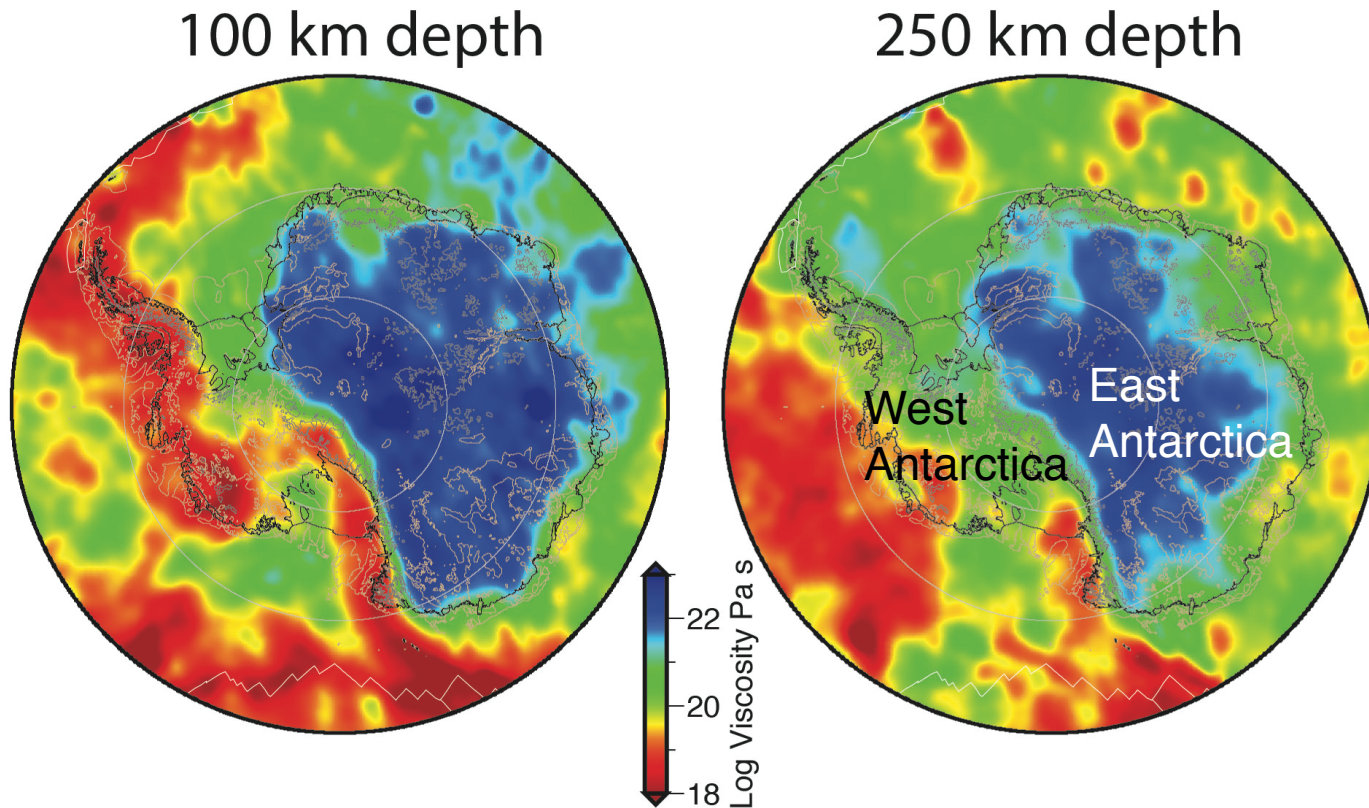 100 km depth
250 km depth
West
Antarctica
East
Antarctica
22
20
18
Log Viscosity Pa s